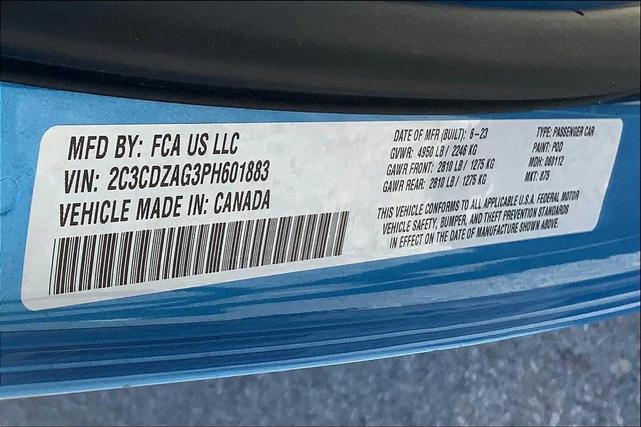 MFD BY: FCA US LLC
VIN: 2C3CDZAG3PH601883
VEHICLE MADE IN: CANADA
DATE OF MFR (BUILT): 6-23
GVWR: 4950 LB / 2246 KG
GAWR FRONT: 2810 LB / 1275 KG
GAWR REAR: 2810 LB / 1275 KG
TYPE: PASSENGER CAR
PAINT: PQD
MDH: 060112
MKT: 875
THIS VEHICLE CONFORMS TO ALL APPLICABLE U.S.A. FEDERAL MOTOR
VEHICLE SAFETY, BUMPER, AND THEFT PREVENTION STANDARDS
IN EFFECT ON THE DATE OF MANUFACTURE SHOWN ABOVE.